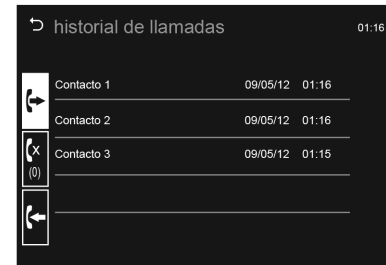 historial de llamadas 01:16
Contacto 1 09/05/12 01:16
Contacto 2 09/05/12 01:16
Contacto 3 09/05/12 01:15
(0)